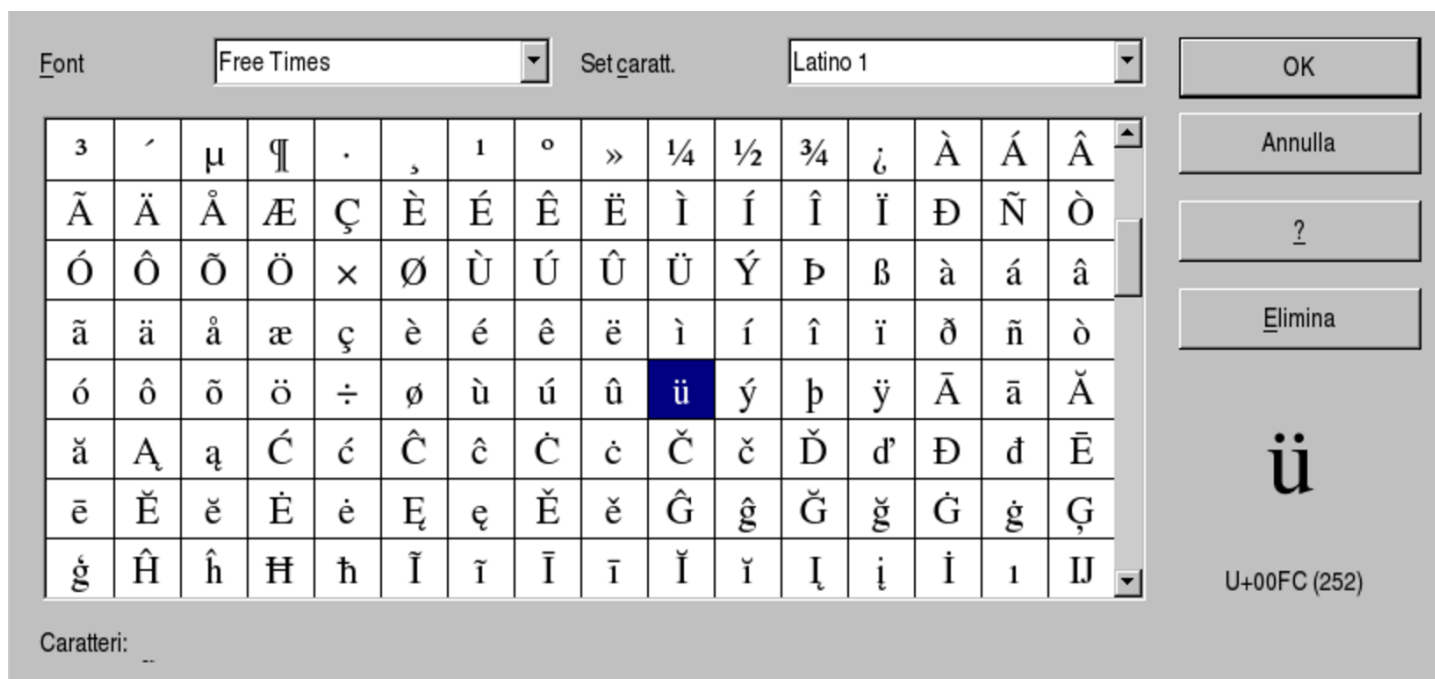 Font Free Times Set caratt. Latino 1 OK
Annulla
?
Elimina
³ ´ µ ¶ · ¸ ¹ º » ¼ ½ ¾ ¿ À Á Â
Ã Ä Å Æ Ç È É Ê Ë Ì Í Î Ï Ð Ñ Ò
Ó Ô Õ Ö × Ø Ù Ú Û Ü Ý Þ ß à á â
ã ä å æ ç è é ê ë ì í î ï ð ñ ò
ó ô õ ö ÷ ø ù ú û ü ý þ ÿ Ā ā Ă
ă Ą ą Ć ć Ĉ ĉ Ċ ċ Č č Ď ď Đ đ Ē
ē Ĕ ĕ Ė ė Ę ę Ě ě Ĝ ĝ Ğ ğ Ġ ġ Ģ
ģ Ĥ ĥ Ħ ħ Ĩ ĩ Ī ī Ĭ ĭ Į į İ ı IJ
ü
U+00FC (252)
Caratteri: